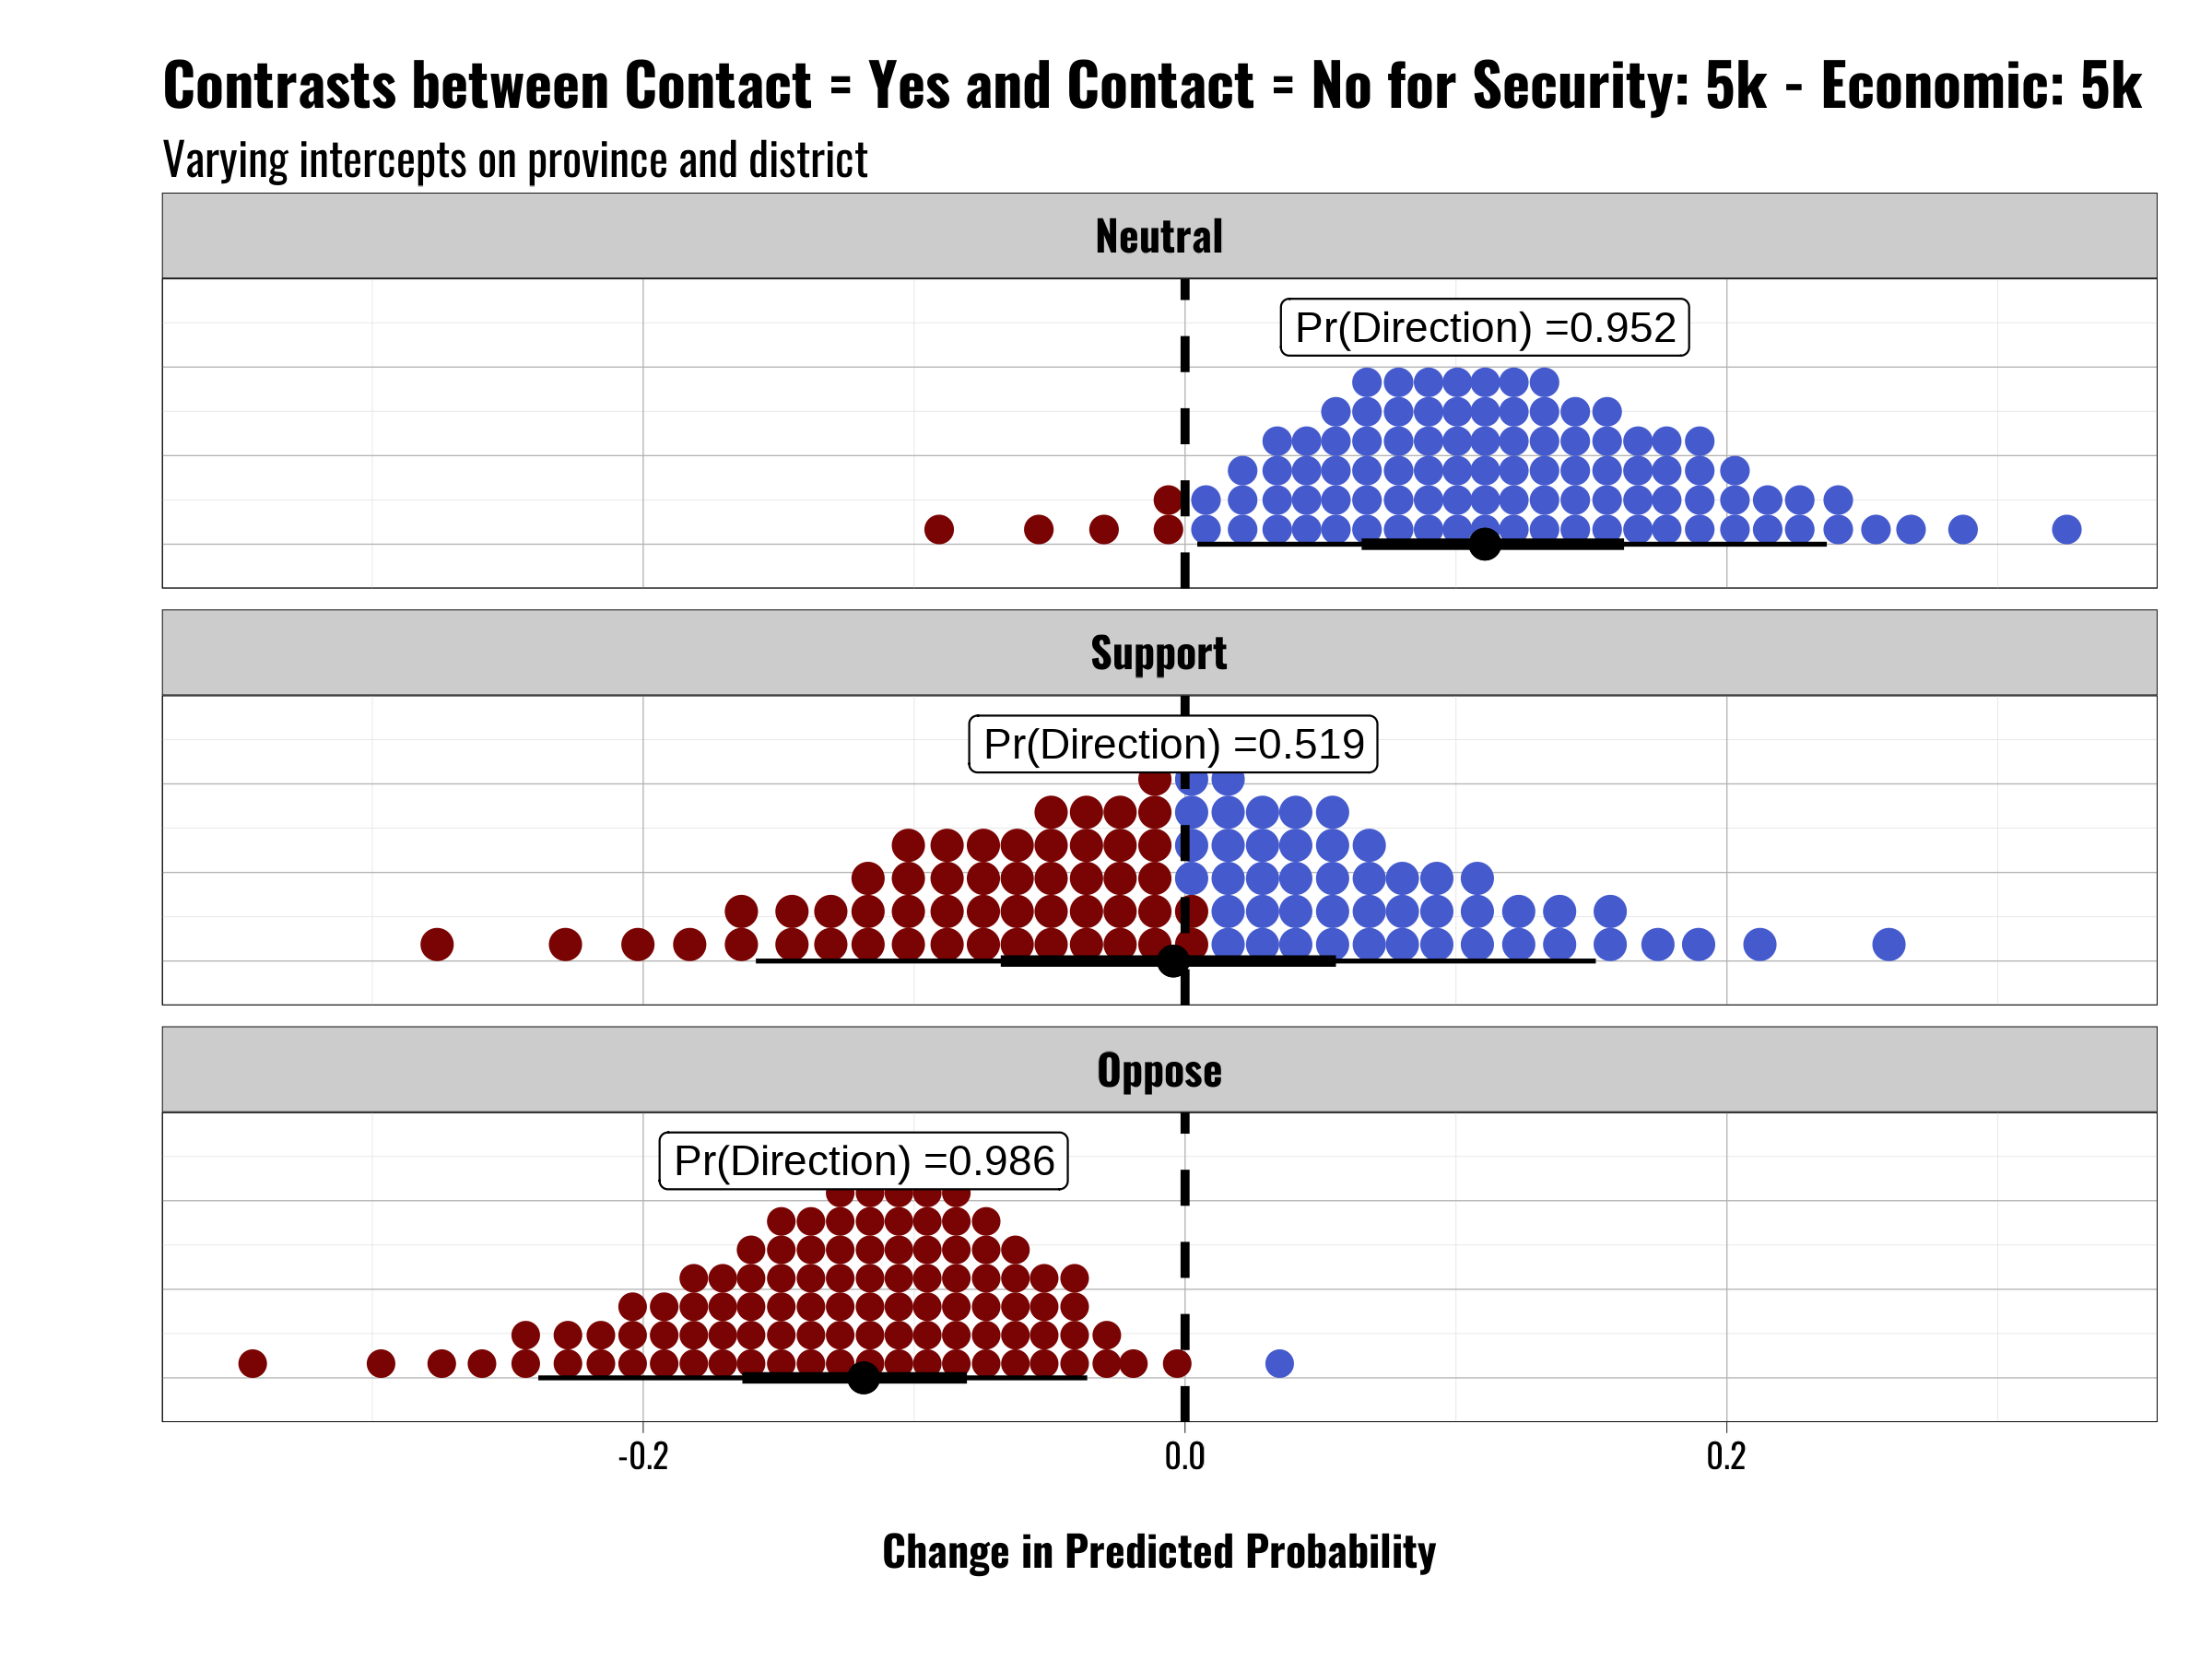 Contrasts between Contact = Yes and Contact = No for Security: 5k - Economic: 5k
Varying intercepts on province and district
Neutral
Pr(Direction) =0.952
Support
Pr(Direction) =0.519
Oppose
Pr(Direction) =0.986
-0.2 0.0 0.2
Change in Predicted Probability